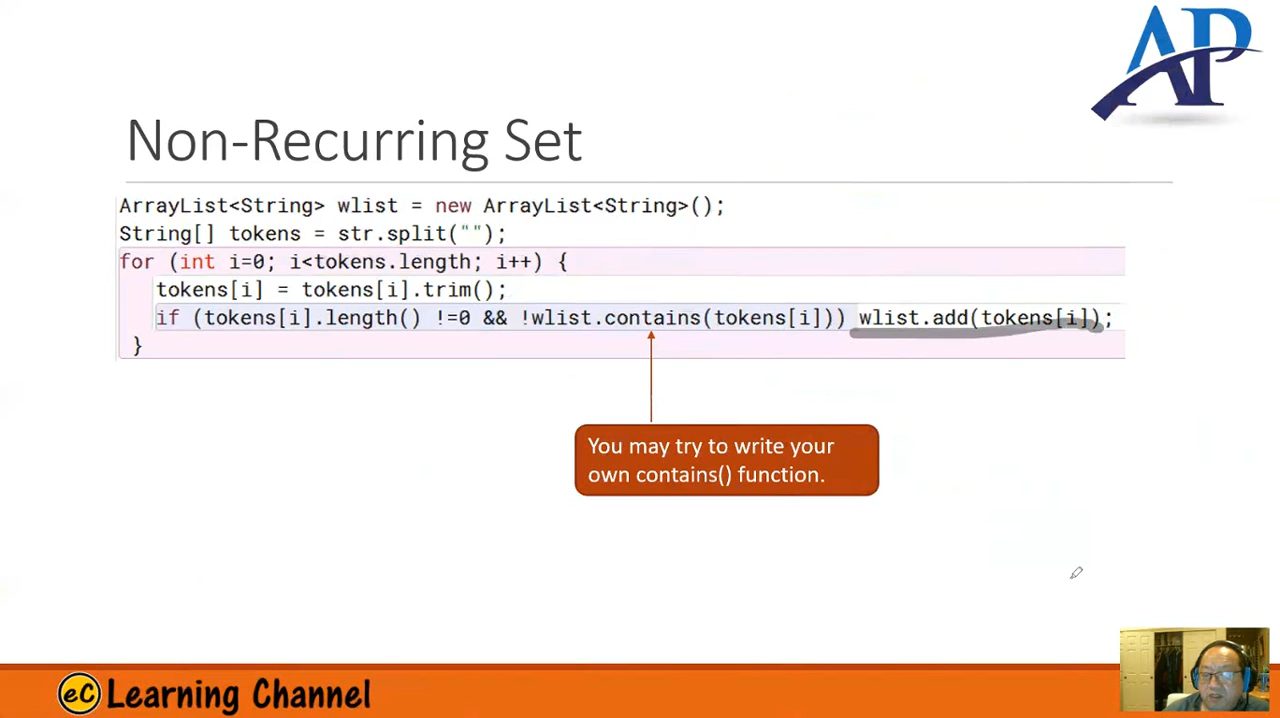 AP
Non-Recurring Set
ArrayList<String> wlist = new ArrayList<String>();
String[] tokens = str.split("");
for (int i=0; i<tokens.length; i++) {
tokens[i] = tokens[i].trim();
if (tokens[i].length() !=0 && !wlist.contains(tokens[i])) wlist.add(tokens[i]);
}
You may try to write your
own contains() function.
eC Learning Channel